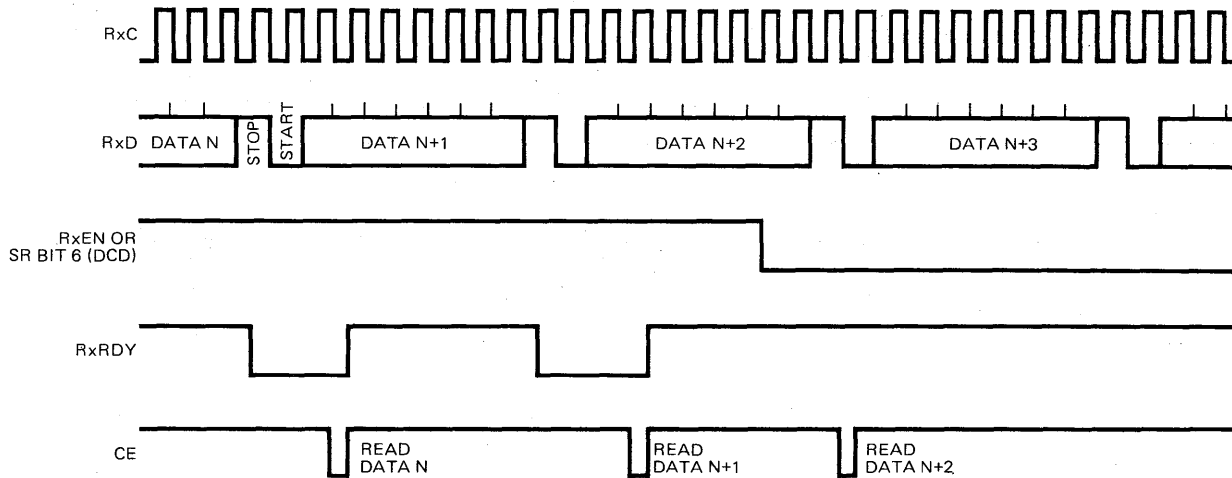 RxC
RxD
DATA N
STOP
START
DATA N+1
DATA N+2
DATA N+3
RxEN OR
SR BIT 6 (DCD)
RxRDY
CE
READ
DATA N
READ
DATA N+1
READ
DATA N+2